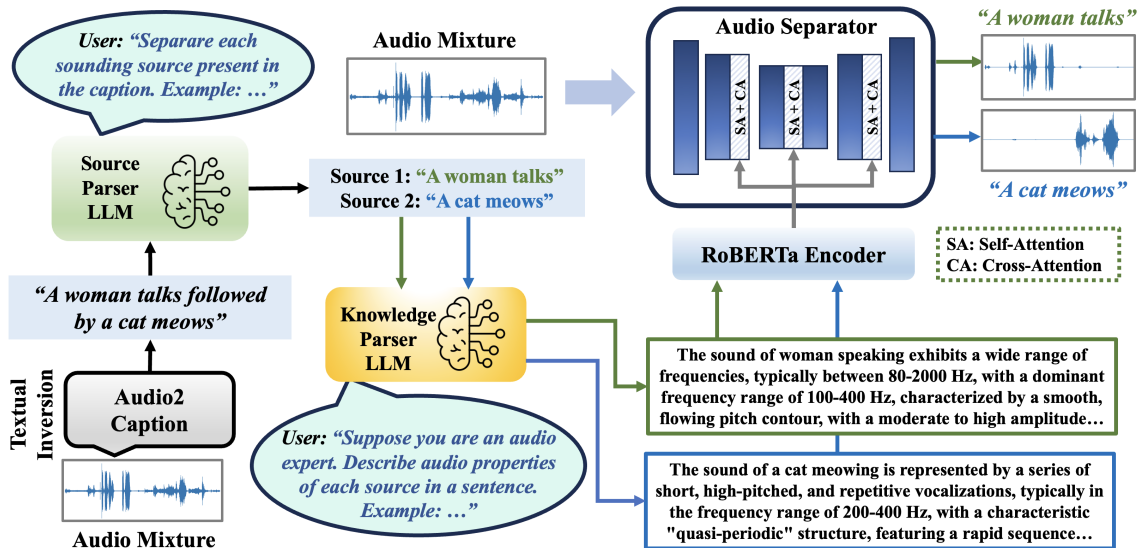 User: “Separare each
sounding source present in
the caption. Example: …”
Source
Parser
LLM
“A woman talks followed
by a cat meows”
Textual
Inversion
Audio2
Caption
Audio Mixture
Audio Mixture
Source 1: “A woman talks”
Source 2: “A cat meows”
Knowledge
Parser
LLM
User: “Suppose you are an audio
expert. Describe audio properties
of each source in a sentence.
Example: …”
Audio Separator
SA + CA
SA + CA
SA + CA
RoBERTa Encoder
“A woman talks”
“A cat meows”
SA: Self-Attention
CA: Cross-Attention
The sound of woman speaking exhibits a wide range of
frequencies, typically between 80-2000 Hz, with a dominant
frequency range of 100-400 Hz, characterized by a smooth,
flowing pitch contour, with a moderate to high amplitude…
The sound of a cat meowing is represented by a series of
short, high-pitched, and repetitive vocalizations, typically in
the frequency range of 200-400 Hz, with a characteristic
"quasi-periodic" structure, featuring a rapid sequence…